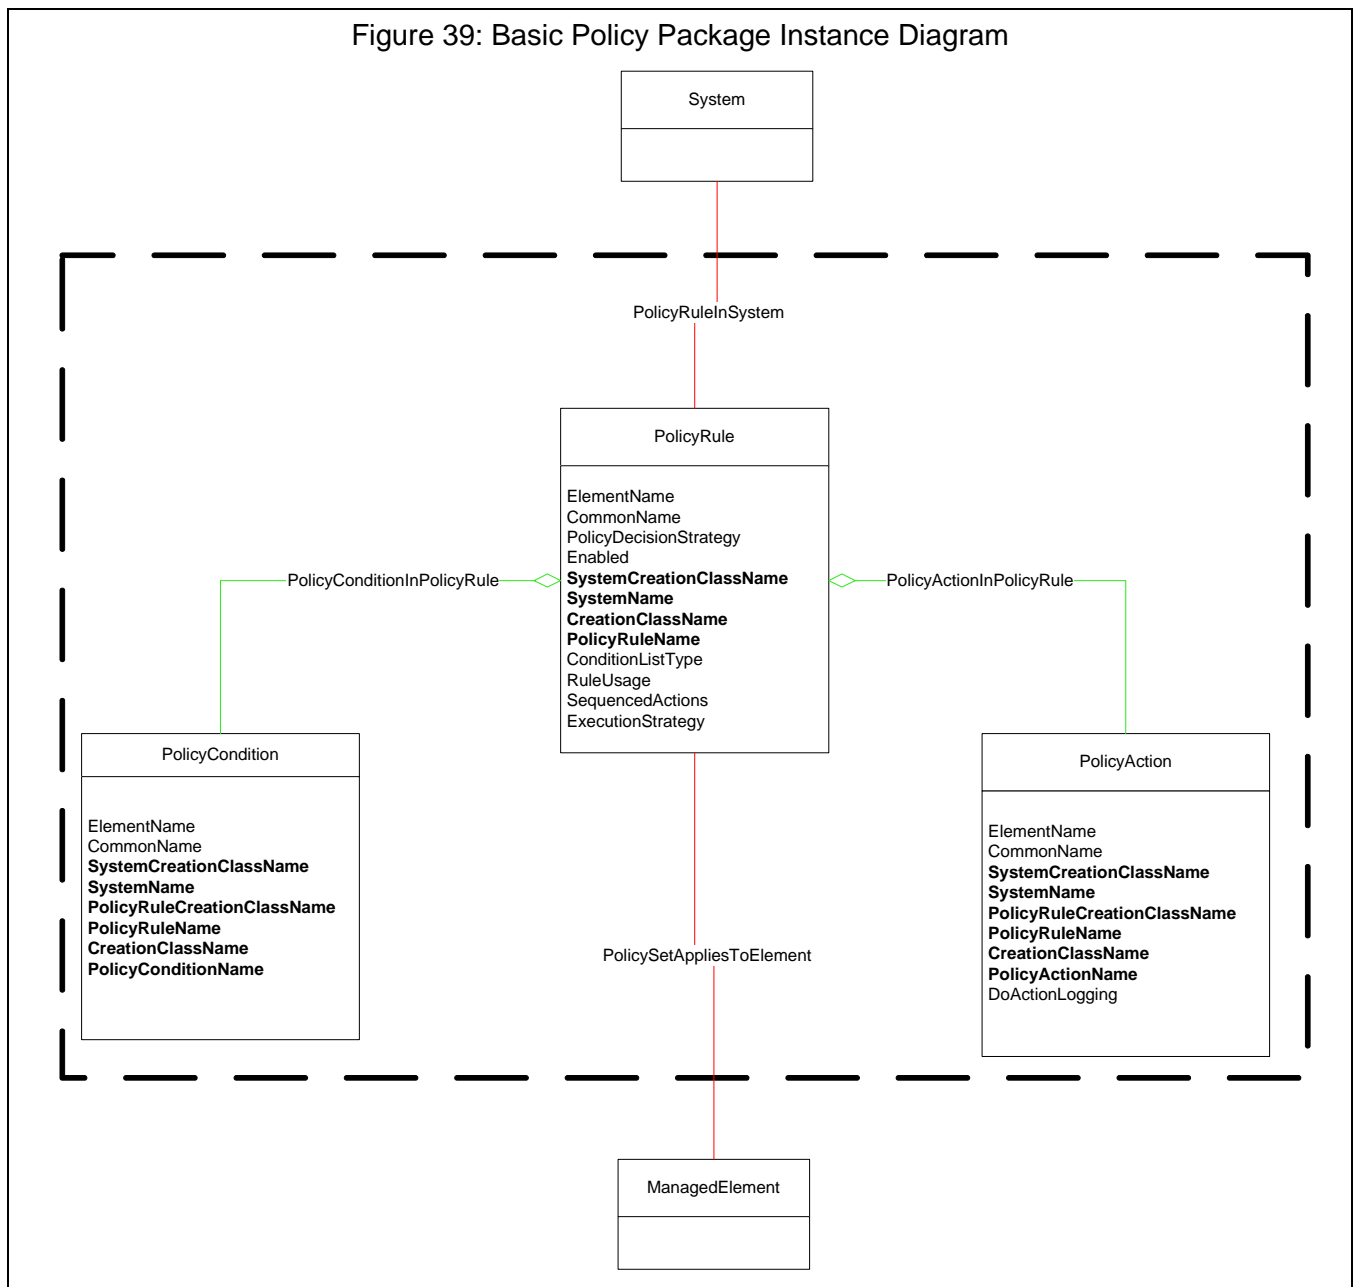 Figure 39: Basic Policy Package Instance Diagram
System
PolicyRuleInSystem
PolicyRule
ElementName
CommonName
PolicyDecisionStrategy
Enabled
SystemCreationClassName
SystemName
CreationClassName
PolicyRuleName
ConditionListType
RuleUsage
SequencedActions
ExecutionStrategy
PolicyConditionInPolicyRule
PolicyActionInPolicyRule
PolicyCondition
ElementName
CommonName
SystemCreationClassName
SystemName
PolicyRuleCreationClassName
PolicyRuleName
CreationClassName
PolicyConditionName
PolicyAction
ElementName
CommonName
SystemCreationClassName
SystemName
PolicyRuleCreationClassName
PolicyRuleName
CreationClassName
PolicyActionName
DoActionLogging
PolicySetAppliesToElement
ManagedElement